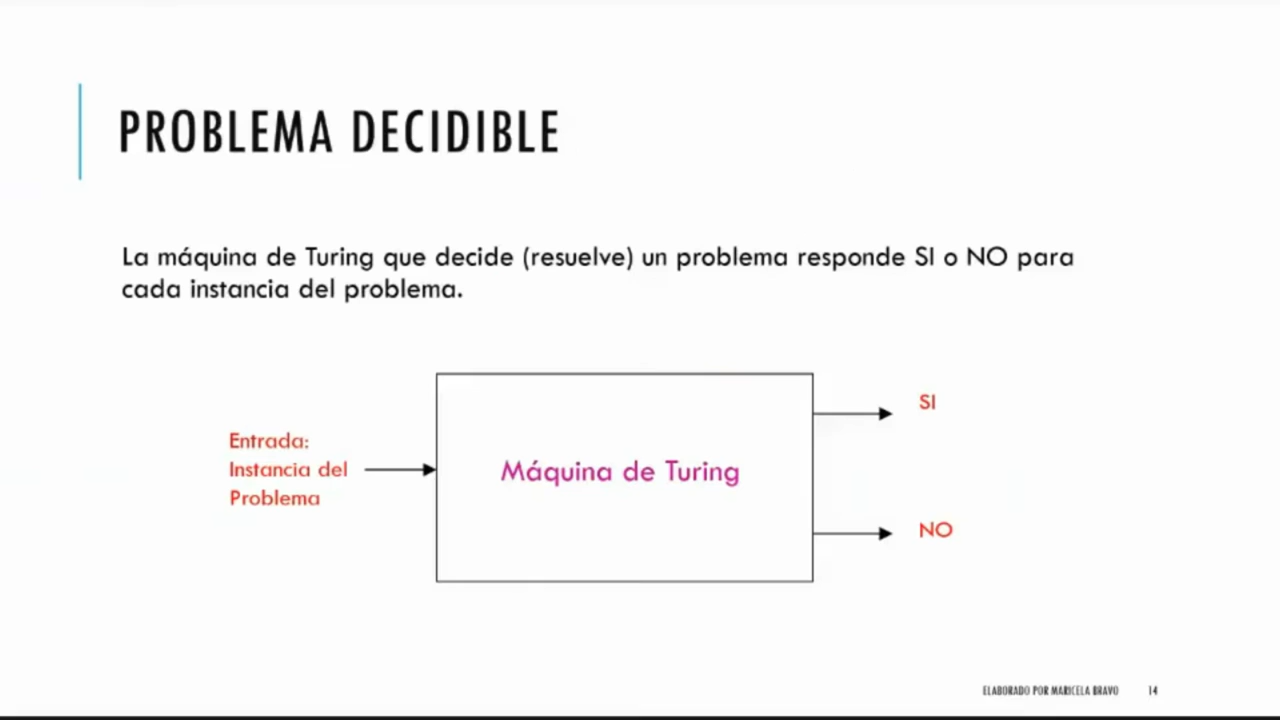 PROBLEMA DECIDIBLE
La máquina de Turing que decide (resuelve) un problema responde SI o NO para
cada instancia del problema.
Entrada:
Instancia del
Problema
Máquina de Turing
SI
NO
ELABORADO POR MARICELA BRAVO
14